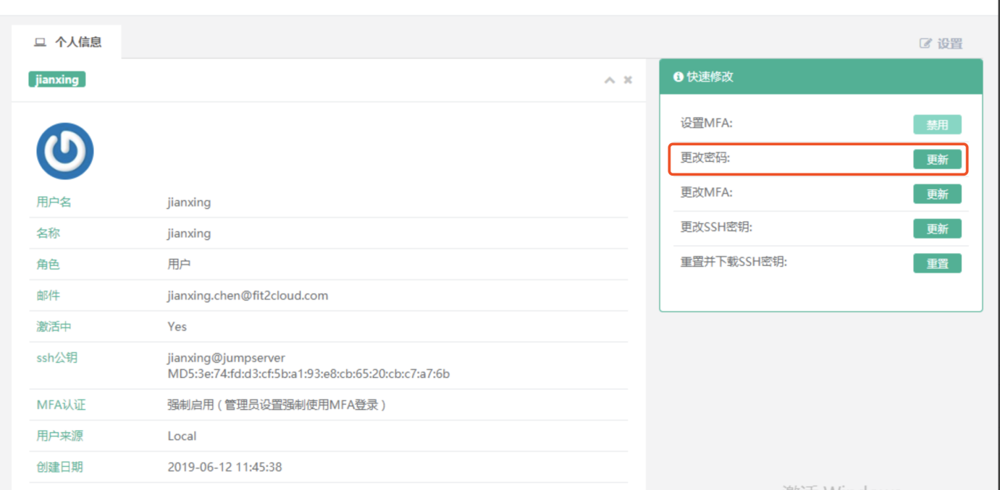 个人信息
设置
jianxing
用户名 jianxing
名称 jianxing
角色 用户
邮件 jianxing.chen@fit2cloud.com
激活中 Yes
ssh公钥 jianxing@jumpserver
MD5:3e:74:fd:d3:cf:5b:a1:93:e8:cb:65:20:cb:c7:a7:6b
MFA认证 强制启用 ( 管理员设置强制使用MFA登录 )
用户来源 Local
创建日期 2019-06-12 11:45:38
快速修改
设置MFA: 禁用
更改密码: 更新
更改MFA: 更新
更改SSH密钥: 更新
重置并下载SSH密钥: 重置